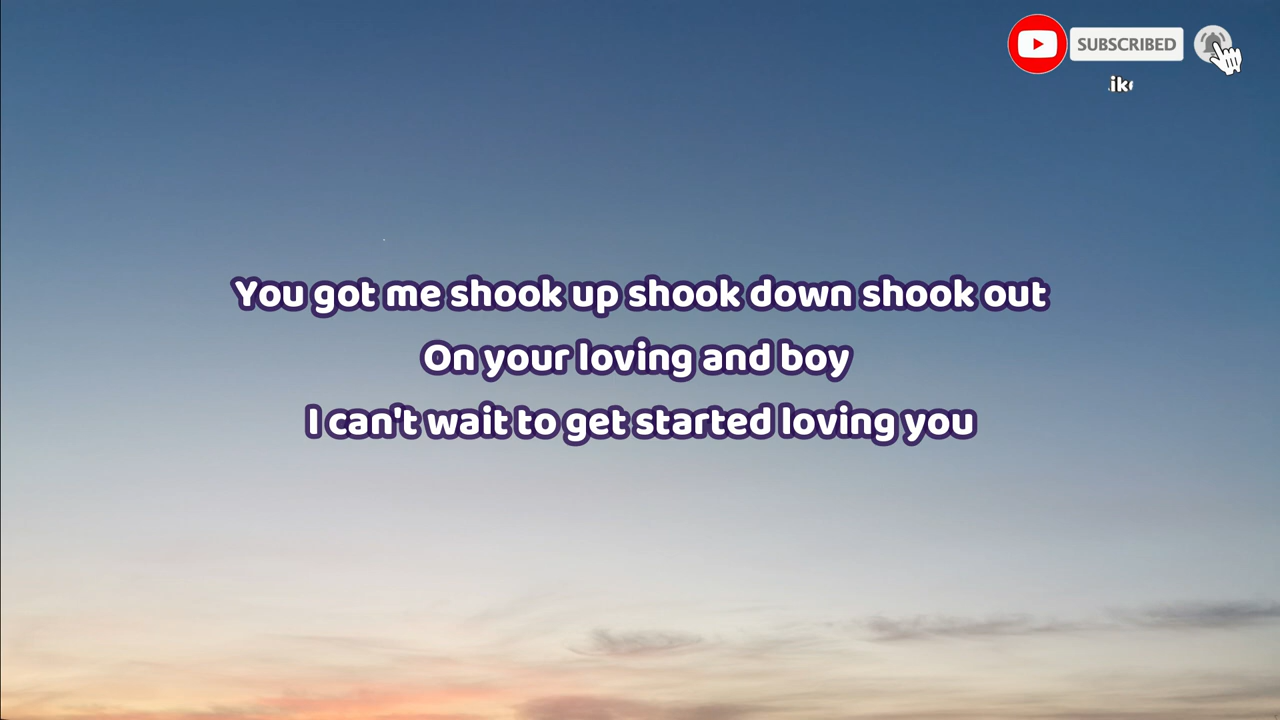 SUBSCRIBED
You got me shook up shook down shook out
On your loving and boy
I can't wait to get started loving you